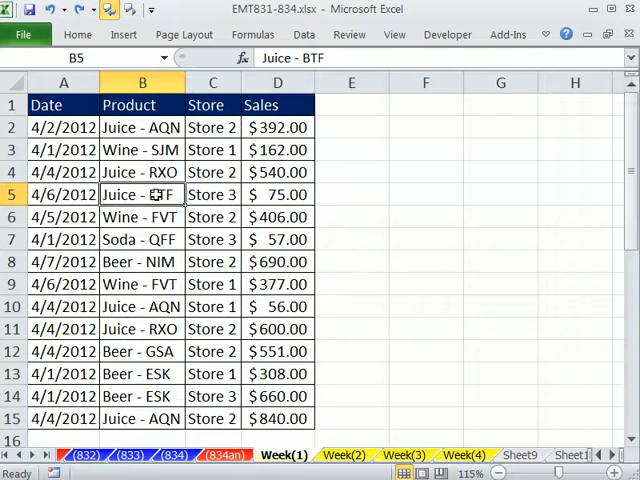 EMT831-834.xlsx - Microsoft Excel
File Home Insert Page Layout Formulas Data Review View Developer Add-Ins
B5 fx Juice - BTF
A B C D E F G H
1 Date Product Store Sales
2 4/2/2012 Juice - AQN Store 2 $392.00
3 4/1/2012 Wine - SJM Store 1 $162.00
4 4/4/2012 Juice - RXO Store 2 $540.00
5 4/6/2012 Juice - BTF Store 3 $ 75.00
6 4/5/2012 Wine - FVT Store 2 $406.00
7 4/1/2012 Soda - QFF Store 3 $ 57.00
8 4/7/2012 Beer - NIM Store 2 $690.00
9 4/6/2012 Wine - FVT Store 1 $377.00
10 4/4/2012 Juice - AQN Store 1 $ 56.00
11 4/4/2012 Juice - RXO Store 2 $600.00
12 4/4/2012 Beer - GSA Store 2 $551.00
13 4/1/2012 Beer - ESK Store 1 $308.00
14 4/1/2012 Beer - ESK Store 3 $660.00
15 4/4/2012 Juice - AQN Store 2 $840.00
16
(832) (833) (834) (834an) Week(1) Week(2) Week(3) Week(4) Sheet9 Sheet1
Ready 115%